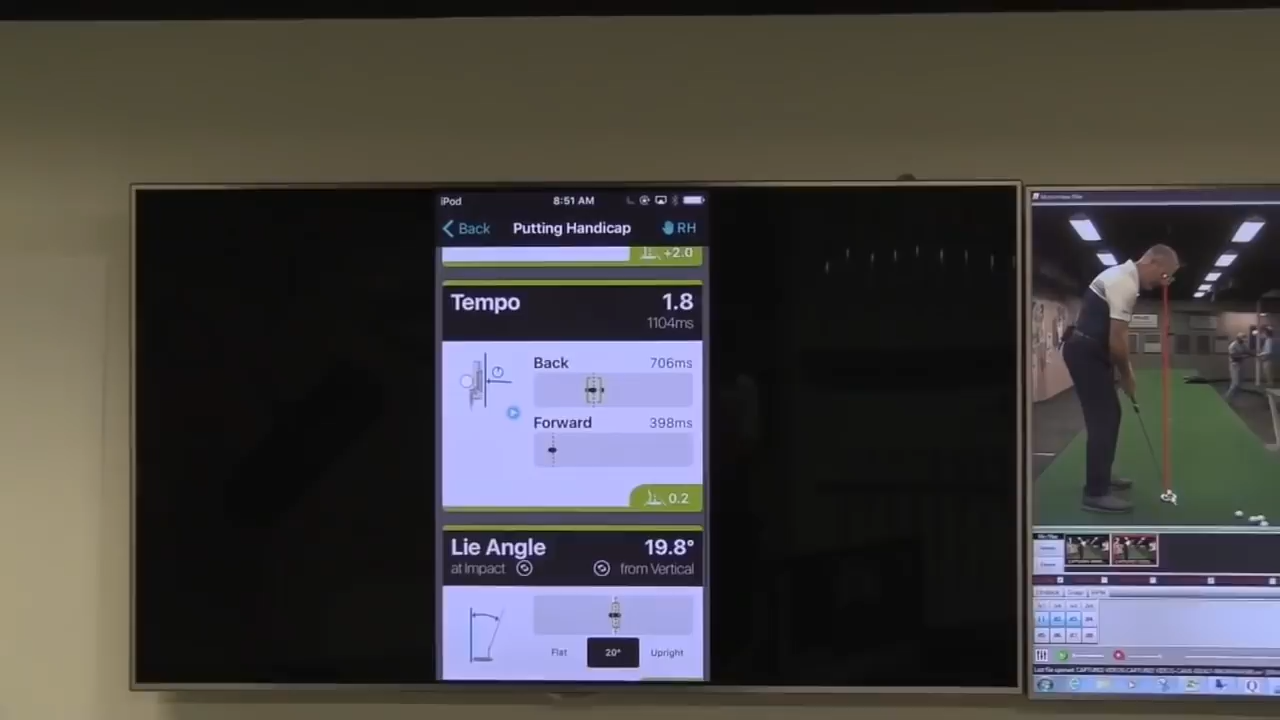 iPod
8:51 AM
Back
Putting Handicap
RH
+2.0
Tempo
1.8
1104ms
Back
706ms
Forward
398ms
0.2
Lie Angle
19.8°
at Impact
from Vertical
Flat
20°
Upright